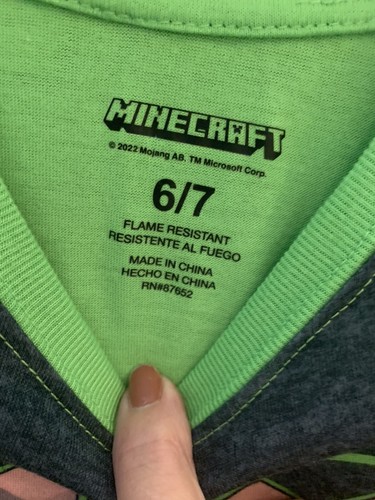 MINECRAFT
© 2022 Mojang AB. TM Microsoft Corp.
6/7
FLAME RESISTANT
RESISTENTE AL FUEGO
MADE IN CHINA
HECHO EN CHINA
RN#87652